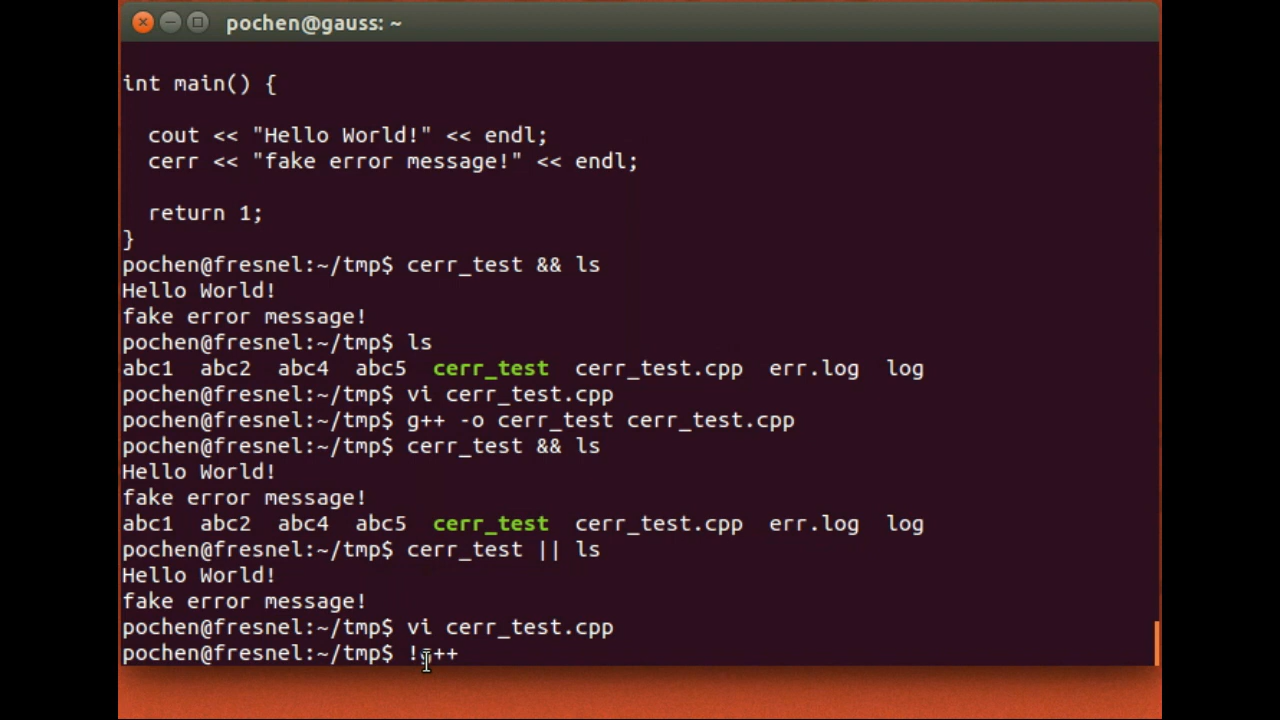 pochen@gauss: ~
int main() {
cout << "Hello World!" << endl;
cerr << "fake error message!" << endl;
return 1;
}
pochen@fresnel:~/tmp$ cerr_test && ls
Hello World!
fake error message!
pochen@fresnel:~/tmp$ ls
abc1 abc2 abc4 abc5 cerr_test cerr_test.cpp err.log log
pochen@fresnel:~/tmp$ vi cerr_test.cpp
pochen@fresnel:~/tmp$ g++ -o cerr_test cerr_test.cpp
pochen@fresnel:~/tmp$ cerr_test && ls
Hello World!
fake error message!
abc1 abc2 abc4 abc5 cerr_test cerr_test.cpp err.log log
pochen@fresnel:~/tmp$ cerr_test || ls
Hello World!
fake error message!
pochen@fresnel:~/tmp$ vi cerr_test.cpp
pochen@fresnel:~/tmp$ !g++